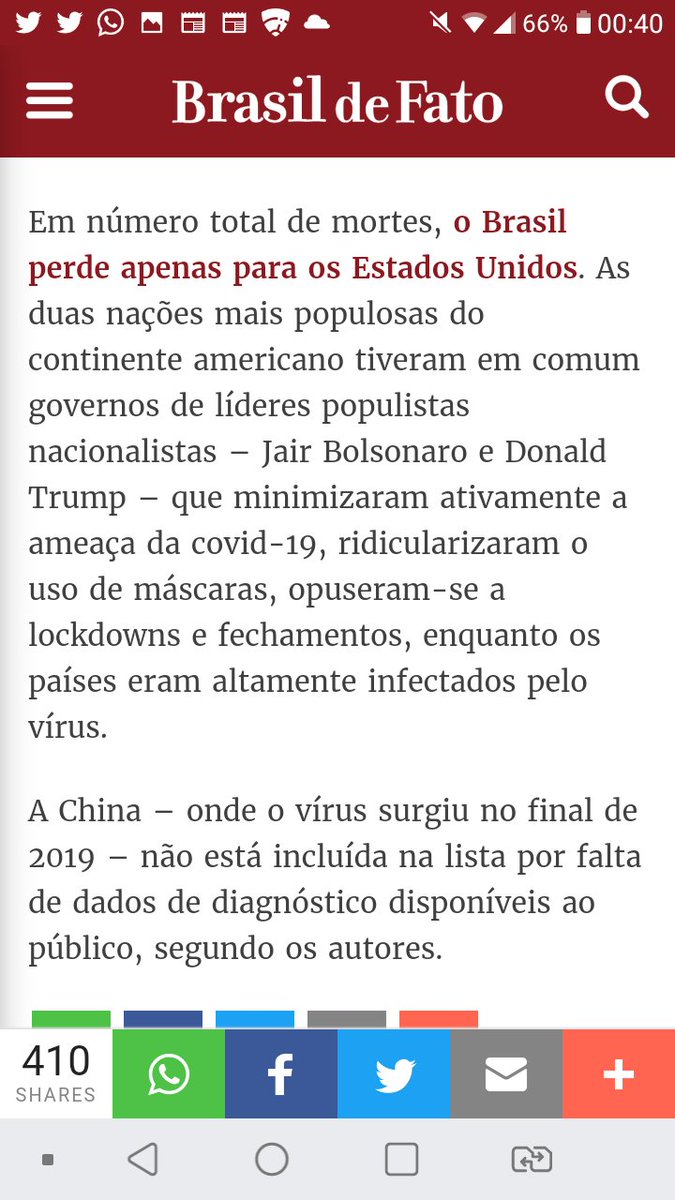 66% 00:40
Brasil de Fato
Em número total de mortes, o Brasil
perde apenas para os Estados Unidos. As
duas nações mais populosas do
continente americano tiveram em comum
governos de líderes populistas
nacionalistas – Jair Bolsonaro e Donald
Trump – que minimizaram ativamente a
ameaça da covid-19, ridicularizaram o
uso de máscaras, opuseram-se a
lockdowns e fechamentos, enquanto os
países eram altamente infectados pelo
vírus.
A China – onde o vírus surgiu no final de
2019 – não está incluída na lista por falta
de dados de diagnóstico disponíveis ao
público, segundo os autores.
410
SHARES